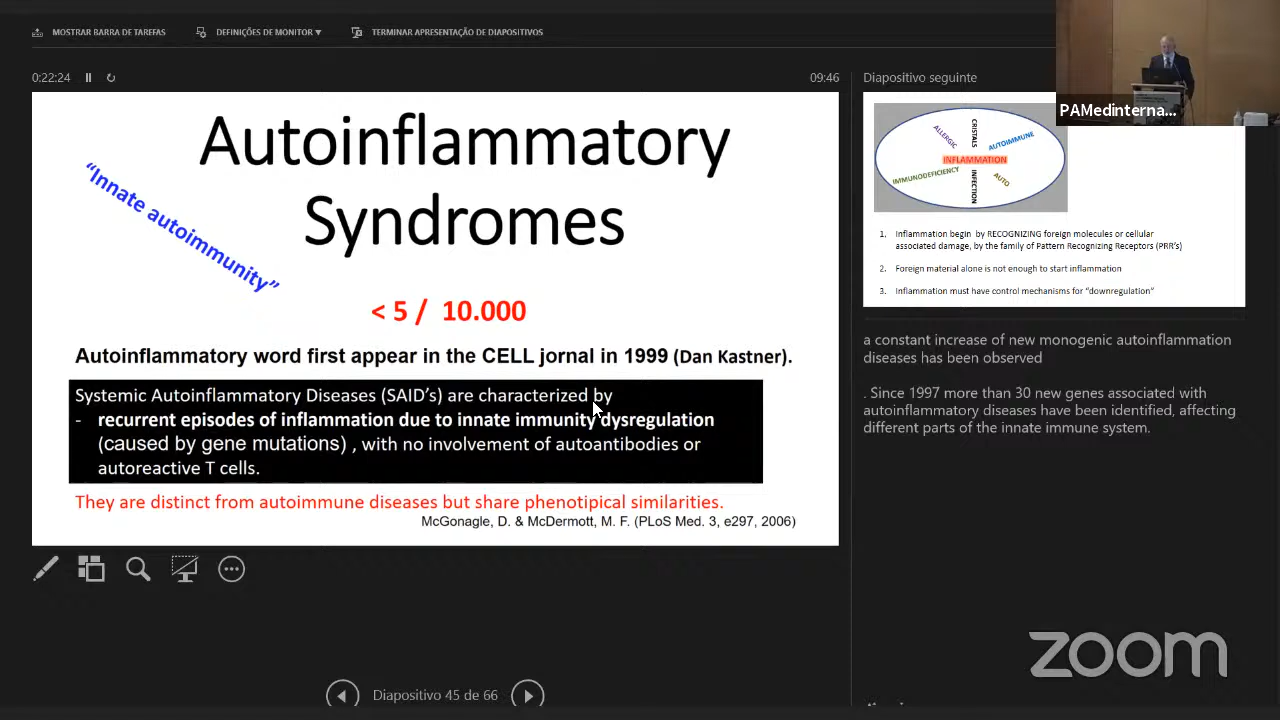 MOSTRAR BARRA DE TAREFAS
DEFINIÇÕES DE MONITOR ▼
TERMINAR APRESENTAÇÃO DE DIAPOSITIVOS
0:22:24
09:46
Autoinflammatory
Syndromes
"Innate autoimmunity"
< 5 / 10.000
Autoinflammatory word first appear in the CELL jornal in 1999 (Dan Kastner).
Systemic Autoinflammatory Diseases (SAID's) are characterized by
- recurrent episodes of inflammation due to innate immunity dysregulation
(caused by gene mutations) , with no involvement of autoantibodies or
autoreactive T cells.
They are distinct from autoimmune diseases but share phenotipical similarities.
McGonagle, D. & McDermott, M. F. (PLoS Med. 3, e297, 2006)
Diapositivo 45 de 66
Diapositivo seguinte
PAMedinterna...
ALLERGIC
CRISTALS
AUTOIMMUNE
INFLAMMATION
IMMUNODEFICIENCY
INFECTION
AUTO
1. Inflammation begin by RECOGNIZING foreign molecules or cellular
associated damage, by the family of Pattern Recognizing Receptors (PRR's)
2. Foreign material alone is not enough to start inflammation
3. Inflammation must have control mechanisms for "downregulation"
a constant increase of new monogenic autoinflammation
diseases has been observed
. Since 1997 more than 30 new genes associated with
autoinflammatory diseases have been identified, affecting
different parts of the innate immune system.
zoom